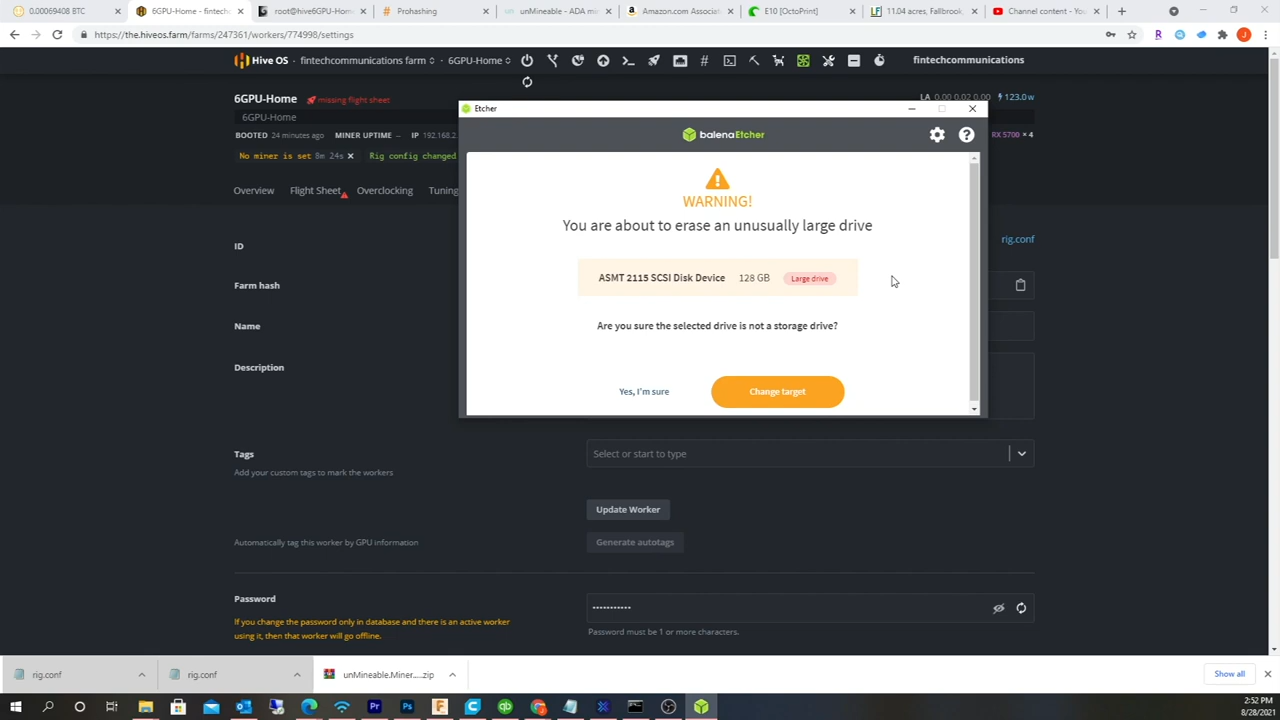 0.00069408 BTC
6GPU-Home - fintech
root@hive6GPU-Home
Prohashing
unMineable - ADA min
Amazon.com Associat
E10 [OctoPrint]
11.04 acres, Fallbrook,
Channel content - You
https://the.hiveos.farm/farms/247361/workers/774998/settings
Hive OS
fintechcommunications farm
6GPU-Home
fintechcommunications
6GPU-Home
missing flight sheet
LA 0.00 0.02 0.00
123.0 w
6GPU-Home
BOOTED 24 minutes ago
MINER UPTIME –
IP 192.168.2.
RX 5700 × 4
No miner is set 8m 24s
Rig config changed
Overview
Flight Sheet
Overclocking
Tuning
ID
rig.conf
Farm hash
Name
Description
Etcher
balenaEtcher
WARNING!
You are about to erase an unusually large drive
ASMT 2115 SCSI Disk Device 128 GB Large drive
Are you sure the selected drive is not a storage drive?
Yes, I'm sure
Change target
Tags
Add your custom tags to mark the workers
Select or start to type
Update Worker
Automatically tag this worker by GPU information
Generate autotags
Password
If you change the password only in database and there is an active worker
using it, then that worker will go offline.
•••••••••••
Password must be 1 or more characters.
rig.conf
rig.conf
unMineable.Miner....zip
Show all
2:52 PM
8/28/2021